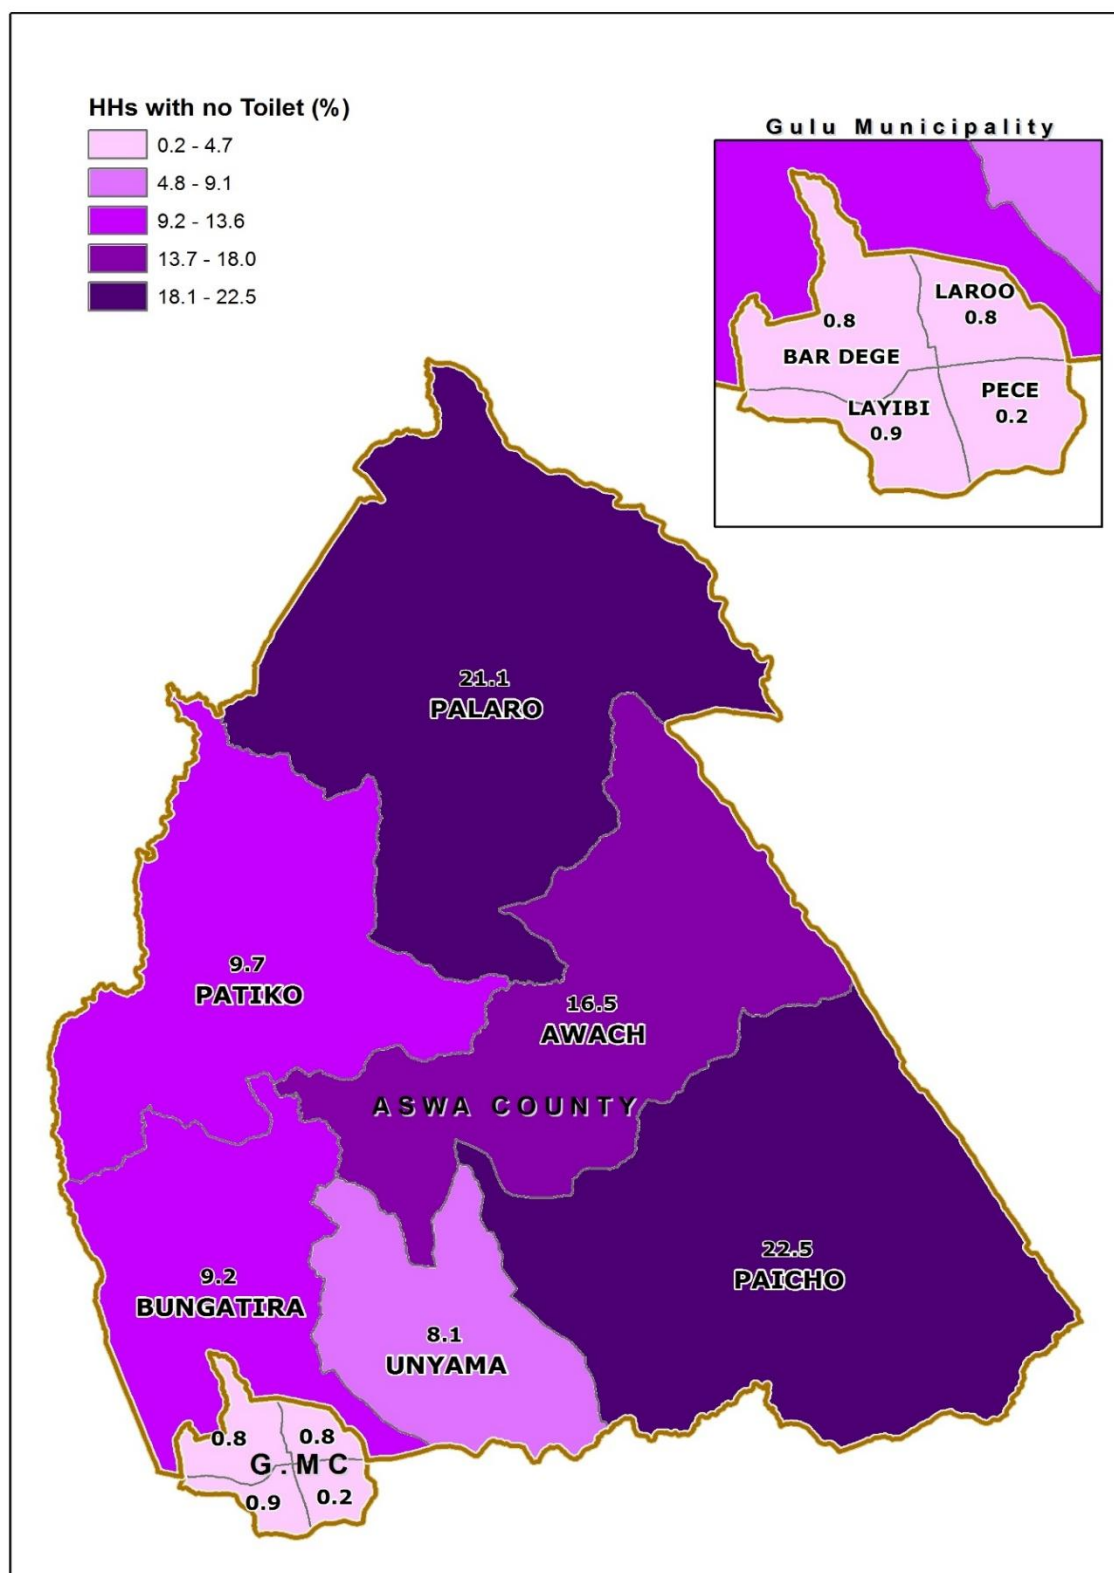 HHs with no Toilet (%)
0.2 - 4.7
4.8 - 9.1
9.2 - 13.6
13.7 - 18.0
18.1 - 22.5
Gulu Municipality
LAROO
0.8
0.8
BAR DEGE
PECE
0.2
LAYIBI
0.9
21.1
PALARO
9.7
PATIKO
16.5
AWACH
ASWA COUNTY
22.5
PAICHO
9.2
BUNGATIRA
8.1
UNYAMA
0.8 0.8
G.MC
0.9 0.2